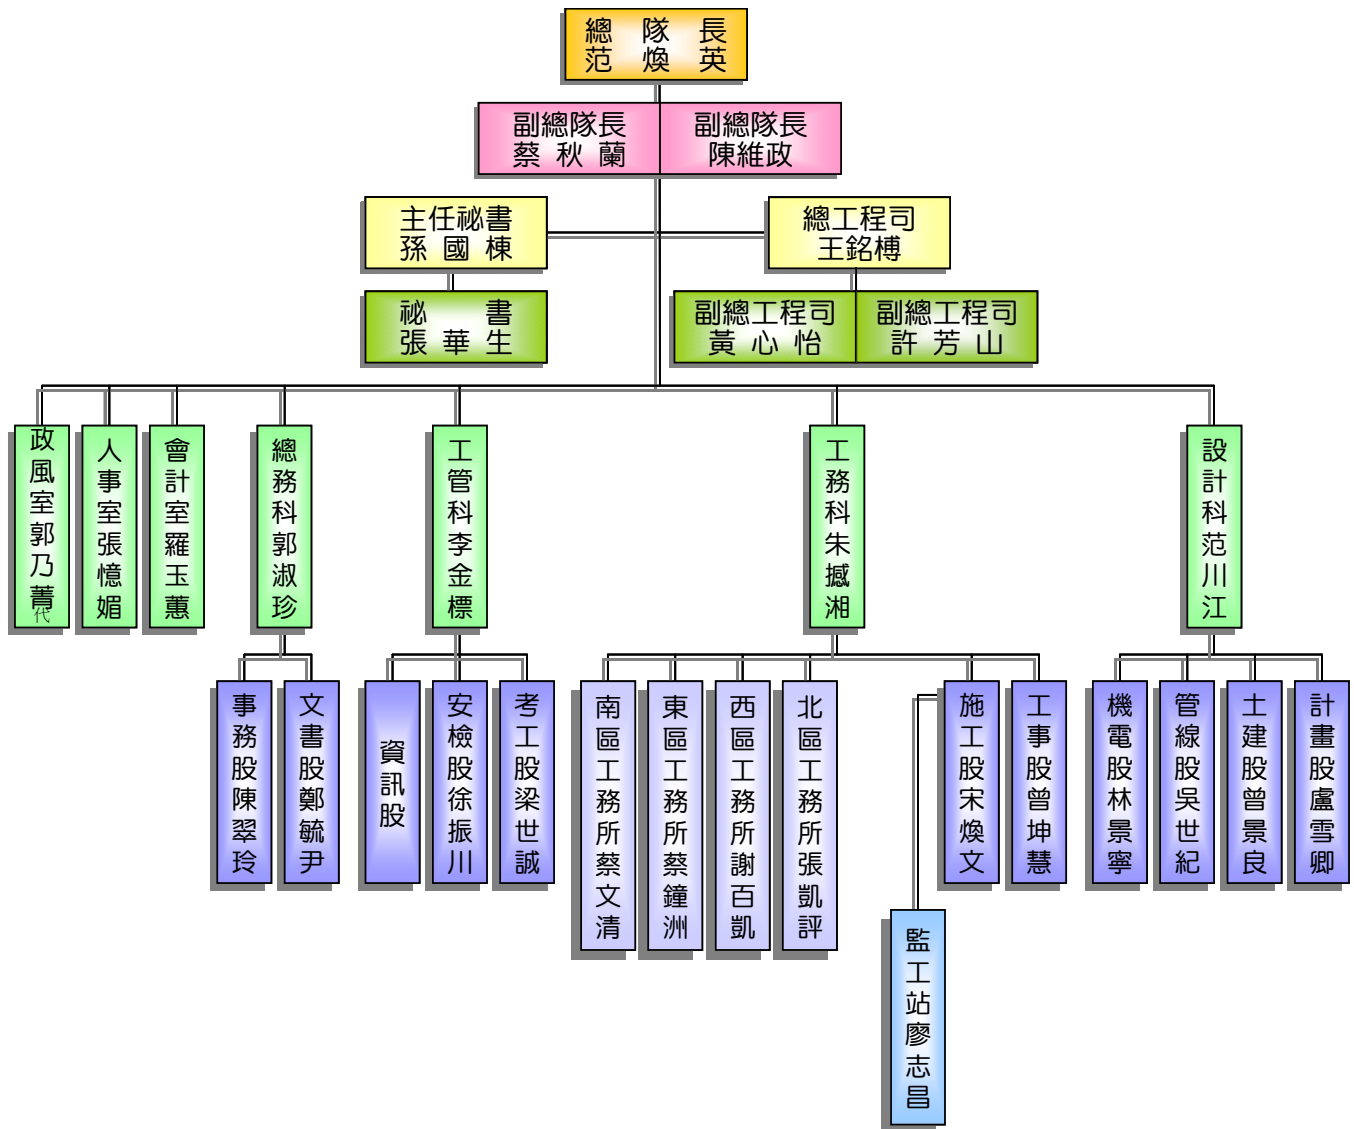 總隊長
范煥英
副總隊長
蔡秋蘭
副總隊長
陳維政
主任祕書
孫國棟
總工程司
王銘榑
祕書
張華生
副總工程司
黃心怡
副總工程司
許芳山
政風室郭乃菁代
人事室張憶媚
會計室羅玉蕙
總務科郭淑珍
工管科李金標
工務科朱撼湘
設計科范川江
事務股陳翠玲
文書股鄭毓尹
資訊股
安檢股徐振川
考工股梁世誠
南區工務所蔡文清
東區工務所蔡鐘洲
西區工務所謝百凱
北區工務所張凱評
施工股宋煥文
工事股曾坤慧
機電股林景寧
管線股吳世紀
土建股曾景良
計畫股盧雪卿
監工站廖志昌